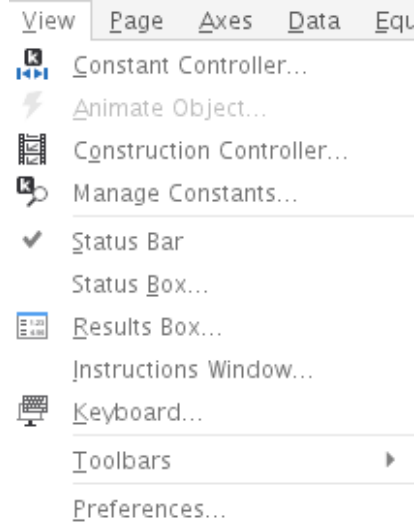 View Page Axes Data Equ
Constant Controller...
Animate Object...
Construction Controller...
Manage Constants...
Status Bar
Status Box...
Results Box...
Instructions Window...
Keyboard...
Toolbars
Preferences...